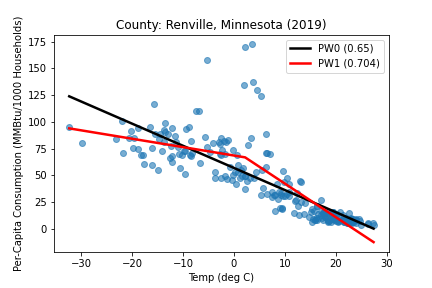 County: Renville, Minnesota (2019)
PW0 (0.65)
PW1 (0.704)
Per-Capita Consumption (MMBtu/1000 Households)
175
150
125
100
75
50
25
0
−30 −20 −10 0 10 20 30
Temp (deg C)